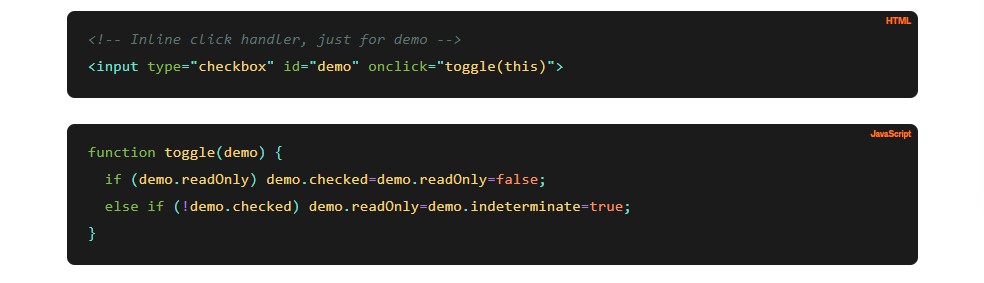 HTML
<!-- Inline click handler, just for demo -->
<input type="checkbox" id="demo" onclick="toggle(this)">
JavaScript
function toggle(demo) {
  if (demo.readOnly) demo.checked=demo.readOnly=false;
  else if (!demo.checked) demo.readOnly=demo.indeterminate=true;
}